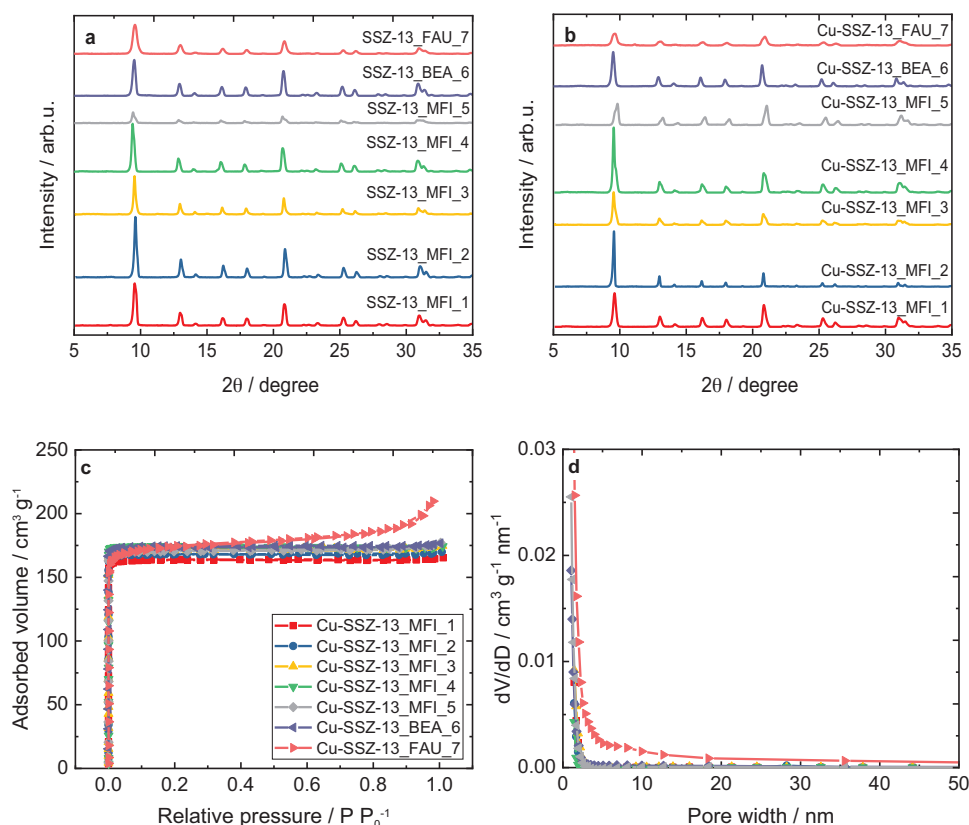 a
SSZ-13_FAU_7
SSZ-13_BEA_6
SSZ-13_MFI_5
SSZ-13_MFI_4
SSZ-13_MFI_3
SSZ-13_MFI_2
SSZ-13_MFI_1
Intensity / arb.u.
5 10 15 20 25 30 35
2θ / degree
b
Cu-SSZ-13_FAU_7
Cu-SSZ-13_BEA_6
Cu-SSZ-13_MFI_5
Cu-SSZ-13_MFI_4
Cu-SSZ-13_MFI_3
Cu-SSZ-13_MFI_2
Cu-SSZ-13_MFI_1
Intensity / arb.u.
5 10 15 20 25 30 35
2θ / degree
c
250
200
150
100
50
0
Adsorbed volume / cm³ g⁻¹
Cu-SSZ-13_MFI_1
Cu-SSZ-13_MFI_2
Cu-SSZ-13_MFI_3
Cu-SSZ-13_MFI_4
Cu-SSZ-13_MFI_5
Cu-SSZ-13_BEA_6
Cu-SSZ-13_FAU_7
0.0 0.2 0.4 0.6 0.8 1.0
Relative pressure / P P₀⁻¹
d
0.03
0.02
0.01
0.00
dV/dD / cm³ g⁻¹ nm⁻¹
0 10 20 30 40 50
Pore width / nm